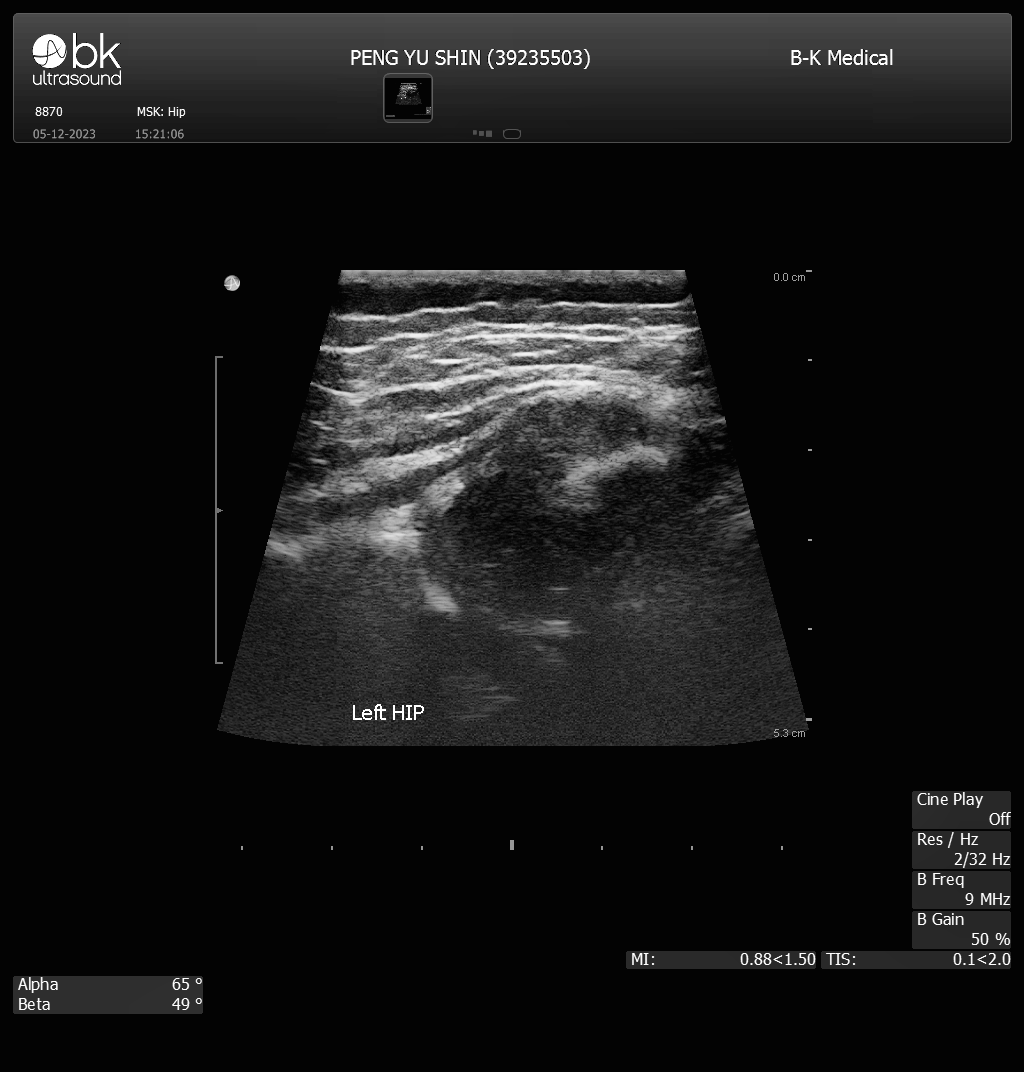 bk
ultrasound
PENG YU SHIN (39235503)
B-K Medical
8870
MSK: Hip
05-12-2023
15:21:06
0.0 cm
Left HIP
5.3 cm
Cine Play
Off
Res / Hz
2/32 Hz
B Freq
9 MHz
B Gain
50 %
MI: 0.88<1.50
TIS: 0.1<2.0
Alpha 65 º
Beta 49 º